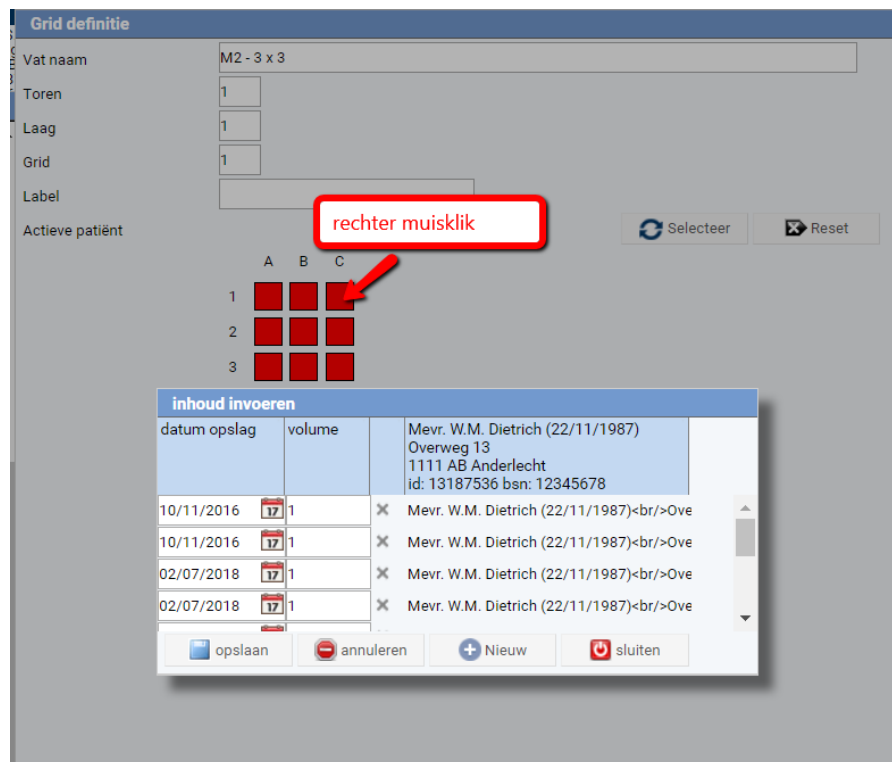 Grid definitie
Vat naam
M2 - 3 x 3
Toren
1
Laag
1
Grid
1
Label
rechter muisklik
Actieve patiënt
Selecteer
Reset
A B C
1
2
3
inhoud invoeren
datum opslag volume Mevr. W.M. Dietrich (22/11/1987)
Overweg 13
1111 AB Anderlecht
id: 13187536 bsn: 12345678
10/11/2016 17 1 Mevr. W.M. Dietrich (22/11/1987)<br/>Ove
10/11/2016 17 1 Mevr. W.M. Dietrich (22/11/1987)<br/>Ove
02/07/2018 17 1 Mevr. W.M. Dietrich (22/11/1987)<br/>Ove
02/07/2018 17 1 Mevr. W.M. Dietrich (22/11/1987)<br/>Ove
opslaan annuleren Nieuw sluiten